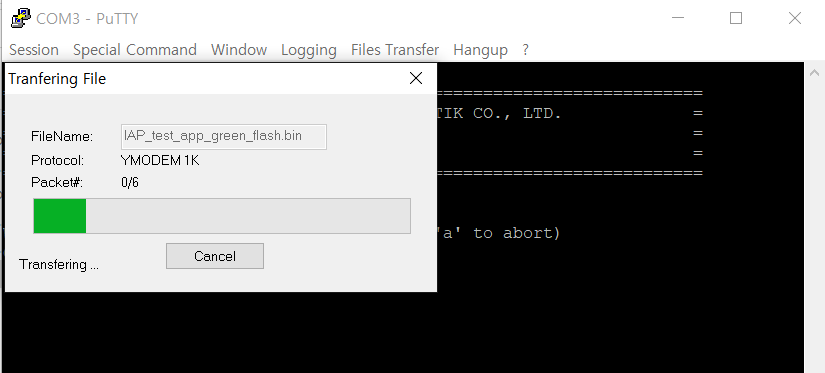 COM3 - PuTTY
Session Special Command Window Logging Files Transfer Hangup ?
Tranfering File
FileName: IAP_test_app_green_flash.bin
Protocol: YMODEM 1K
Packet#: 0/6
Transfering ...
Cancel
===========================
TIK CO., LTD. =
=
=
===========================
'a' to abort)